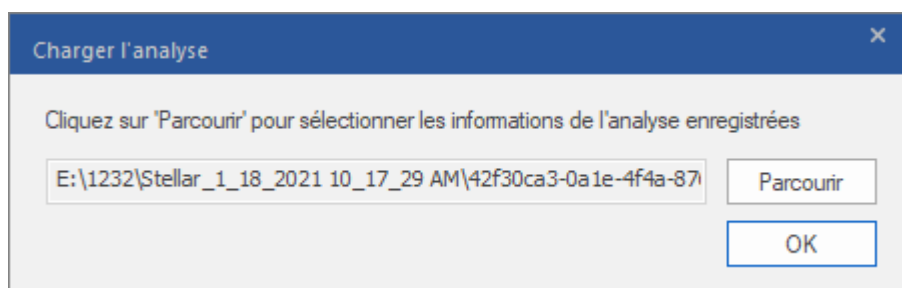 Charger l'analyse
Cliquez sur 'Parcourir' pour sélectionner les informations de l'analyse enregistrées
E:\1232\Stellar_1_18_2021 10_17_29 AM\42f30ca3-0a1e-4f4a-87
Parcourir
OK